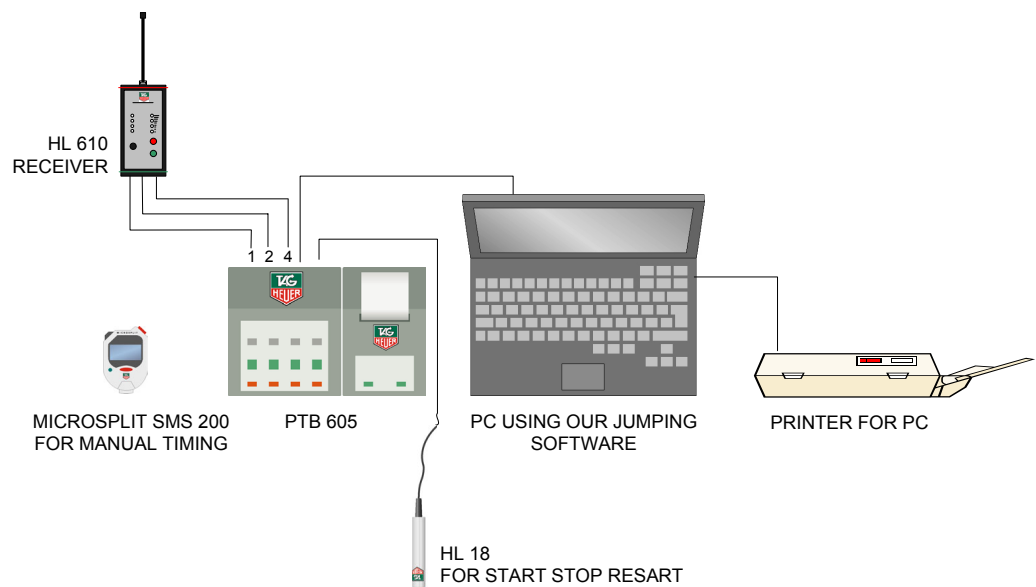 HL 610
RECEIVER
1 2 4
TAG
HEUER
TAG
HEUER
MICROSPLIT SMS 200
FOR MANUAL TIMING
PTB 605
PC USING OUR JUMPING
SOFTWARE
PRINTER FOR PC
HL 18
FOR START STOP RESART